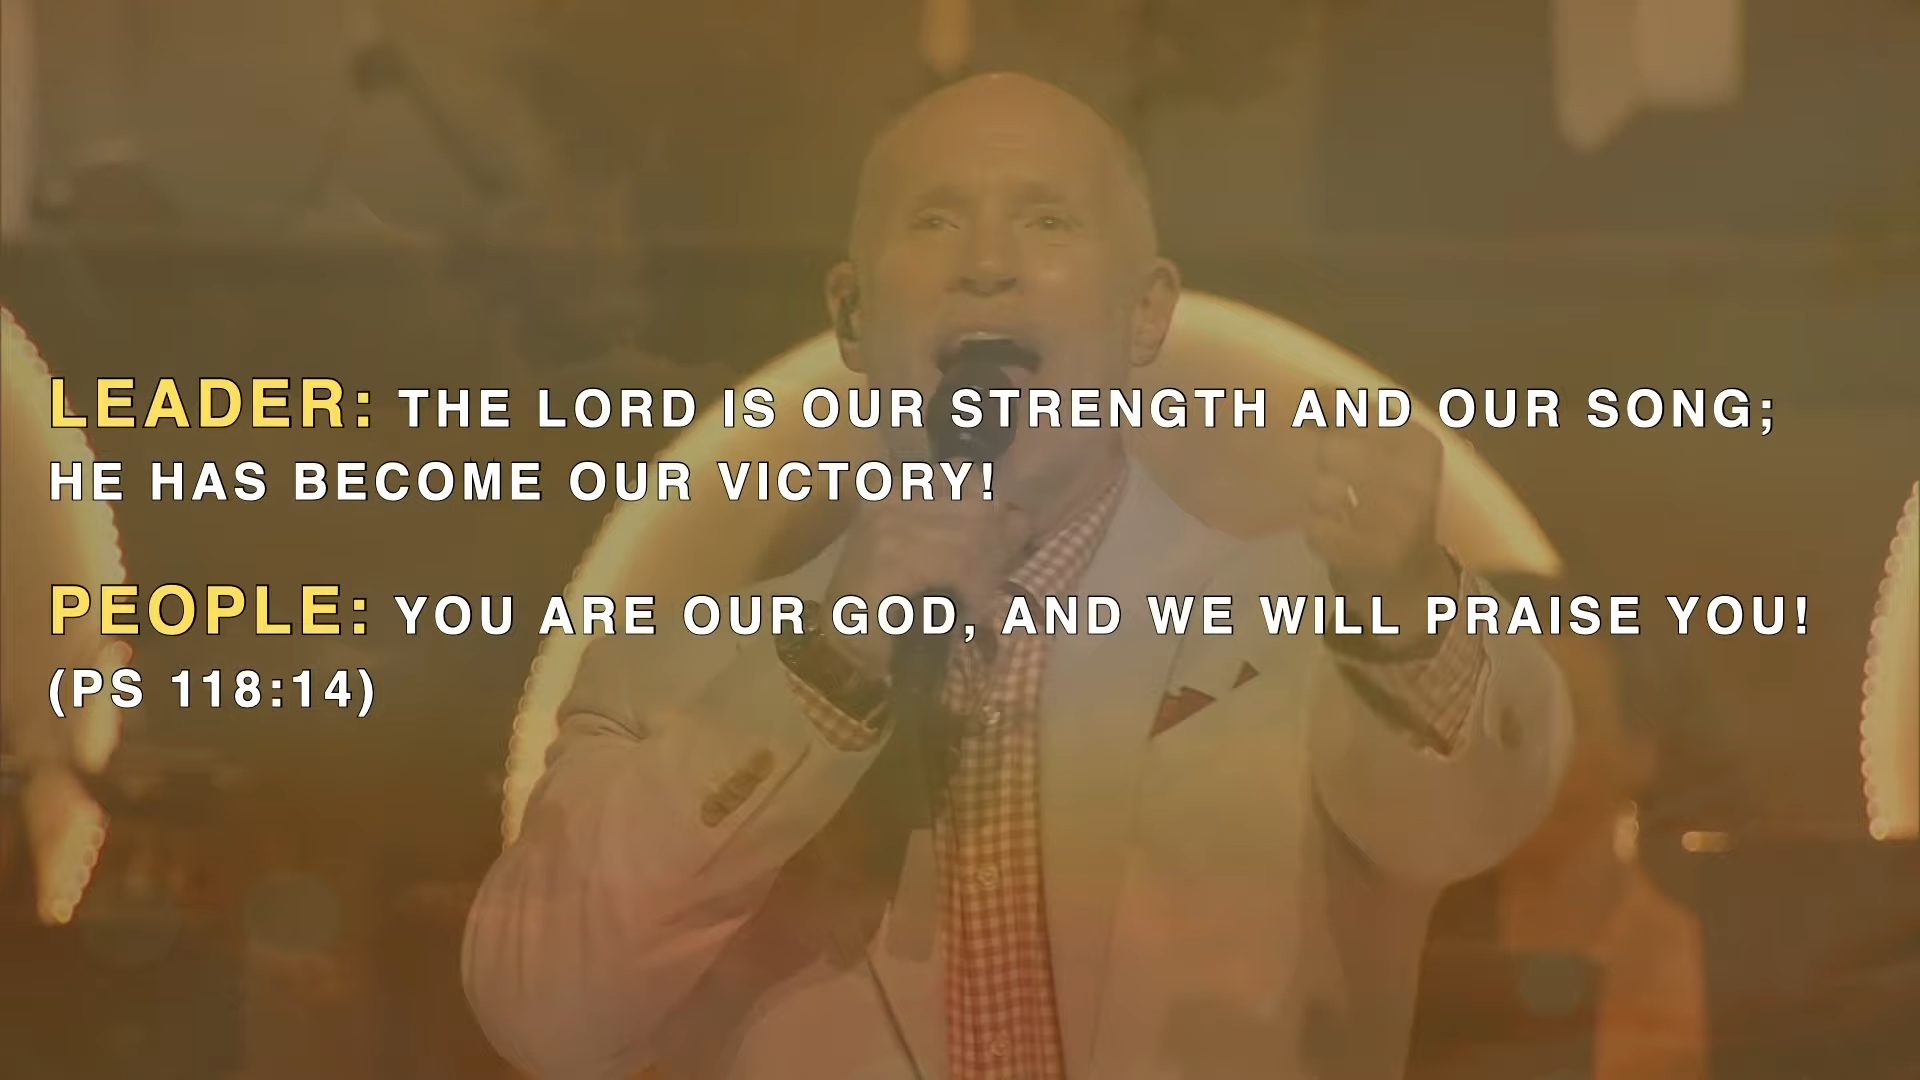 LEADER: THE LORD IS OUR STRENGTH AND OUR SONG;
HE HAS BECOME OUR VICTORY!
PEOPLE: YOU ARE OUR GOD, AND WE WILL PRAISE YOU!
(PS 118:14)